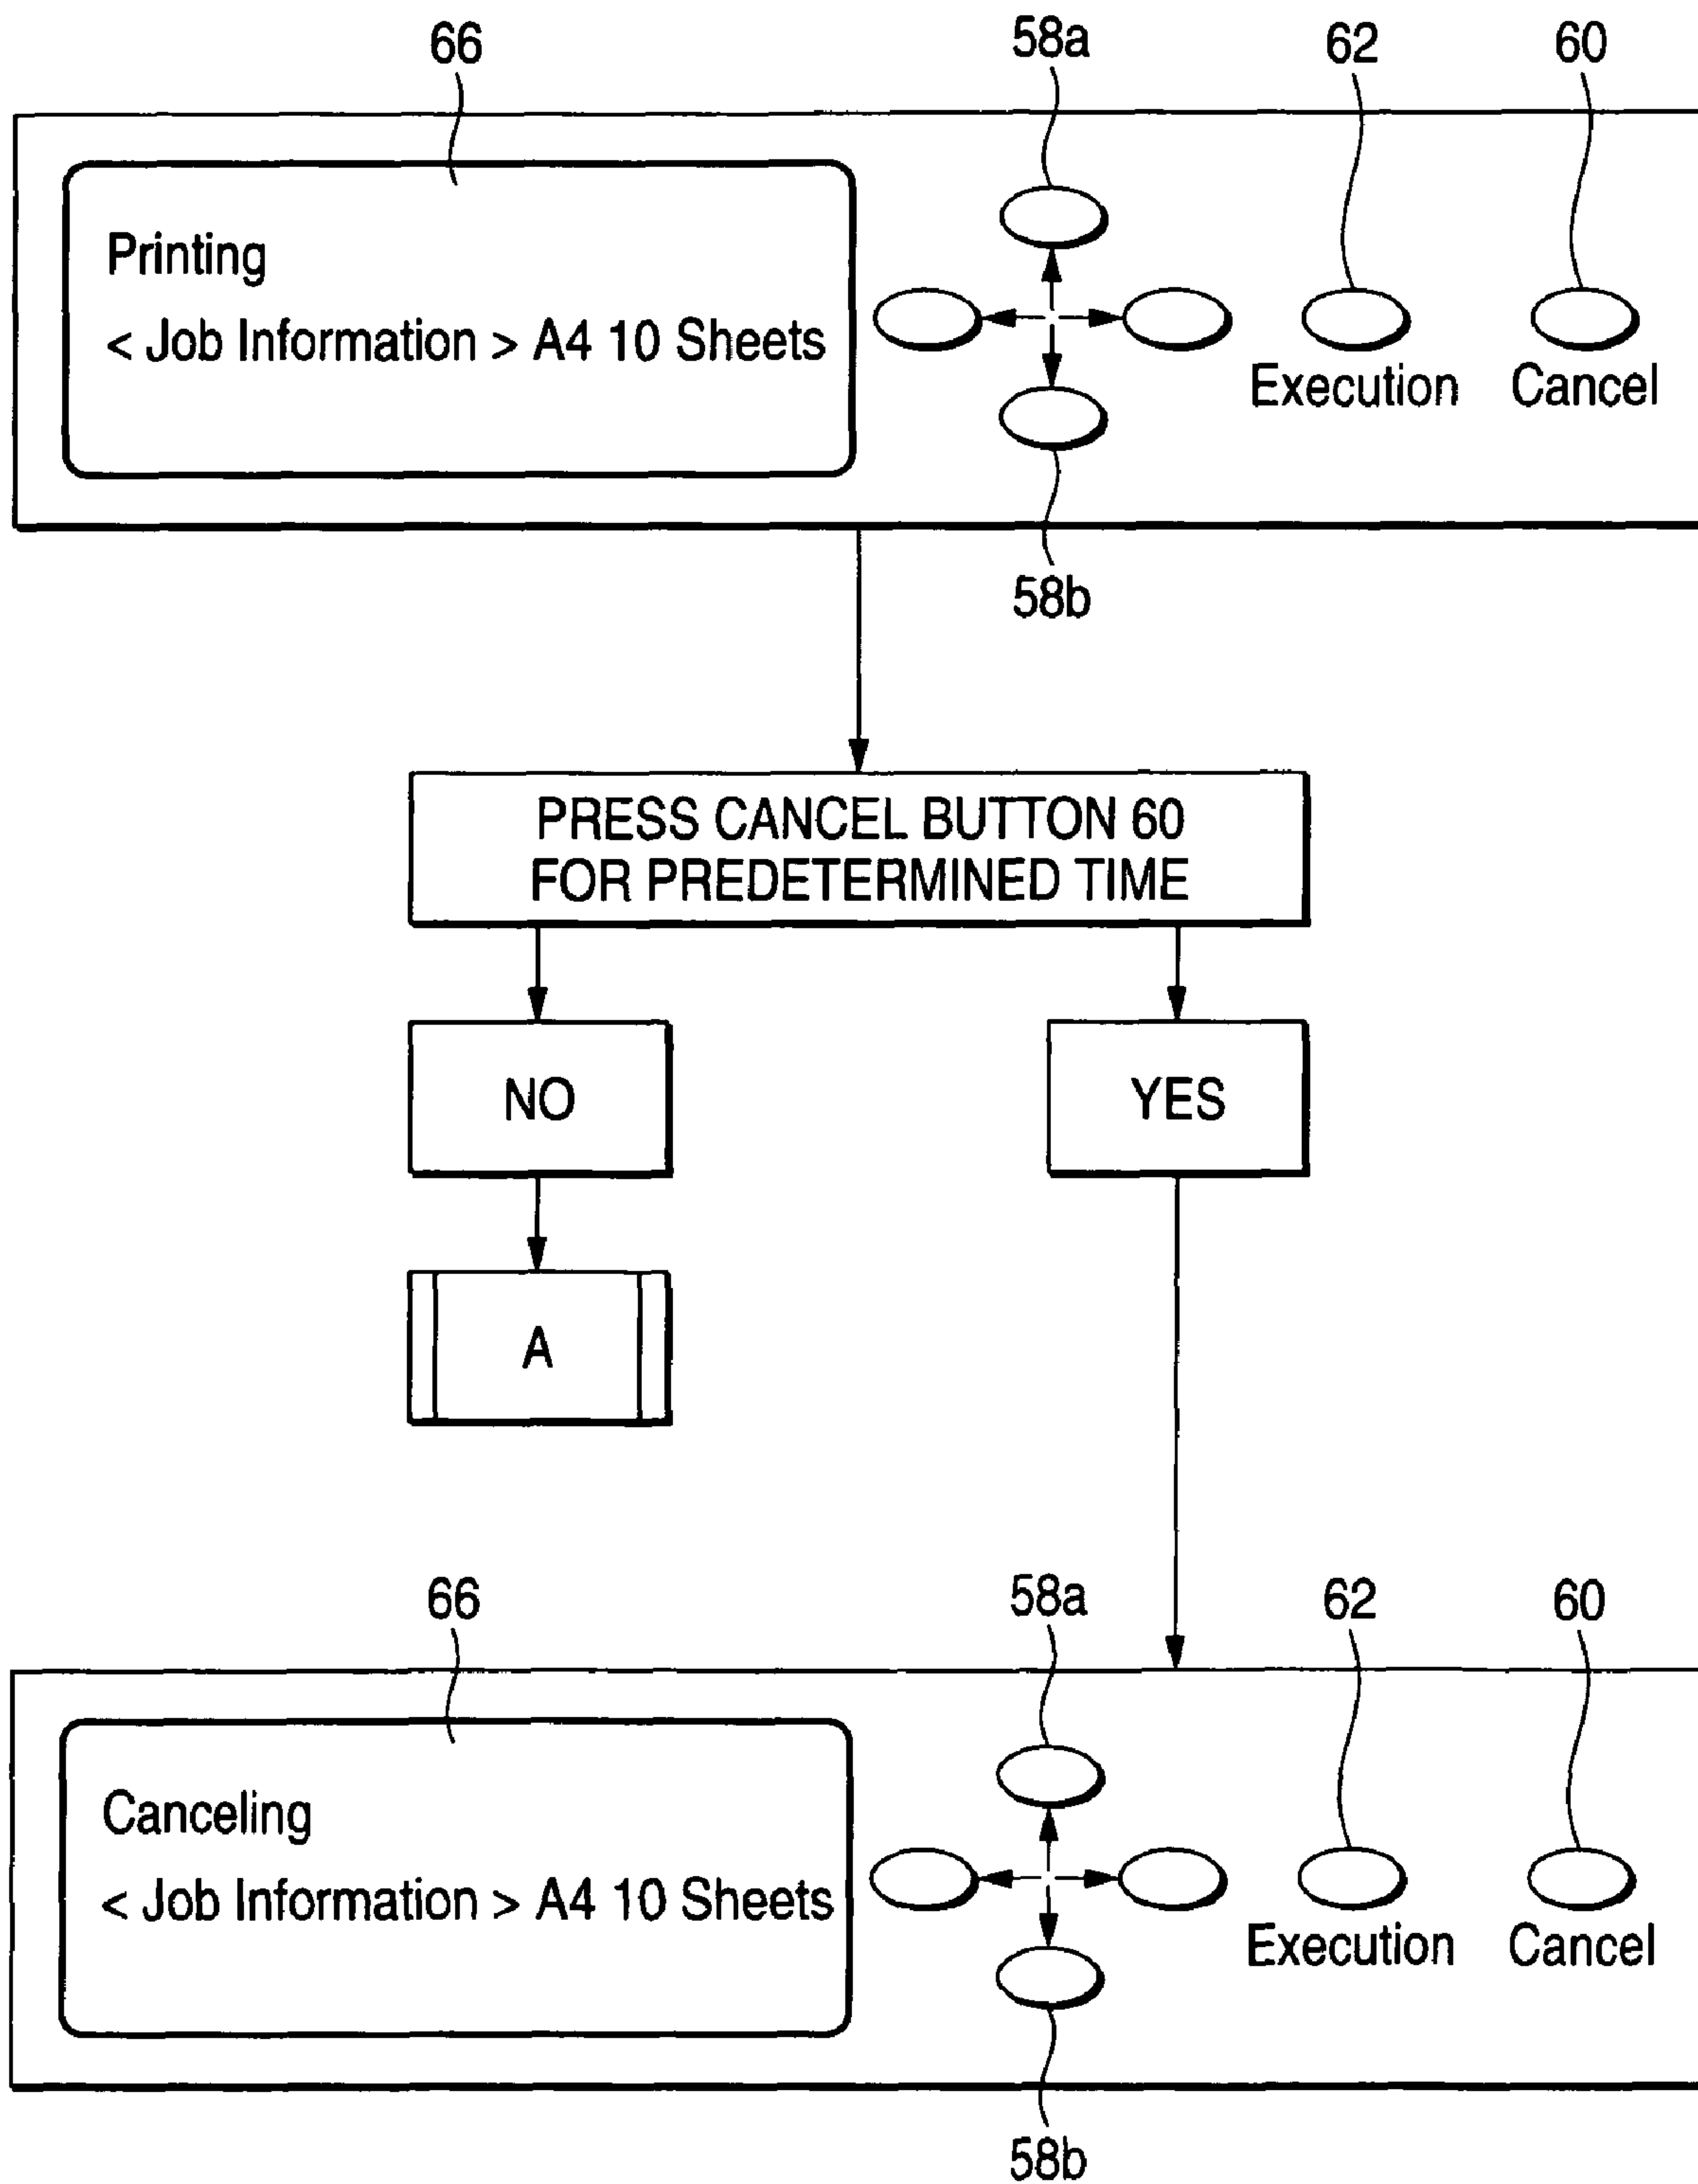 66
58a
62
60
Printing
< Job Information > A4 10 Sheets
Execution
Cancel
58b
PRESS CANCEL BUTTON 60
FOR PREDETERMINED TIME
NO
YES
A
66
58a
62
60
Canceling
< Job Information > A4 10 Sheets
Execution
Cancel
58b